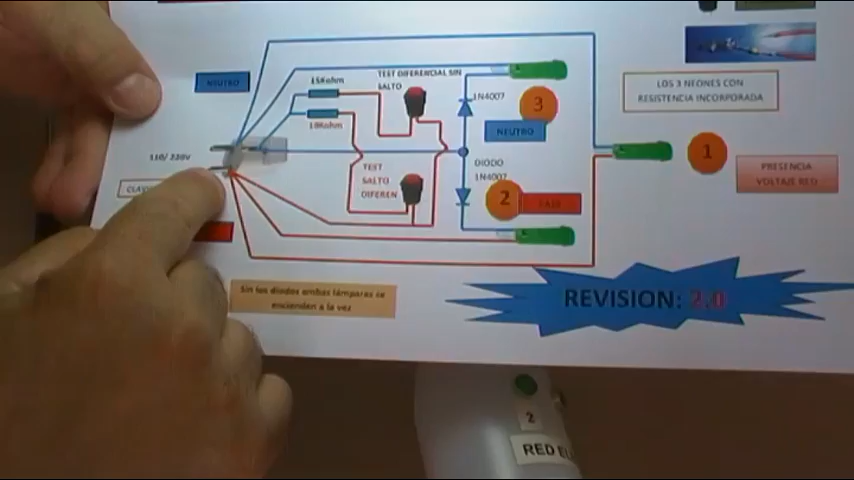 NEUTRO
15Kohm
18Kohm
TEST DIFERENCIAL SIN
SALTO
1N4007
3
NEUTRO
LOS 3 NEONES CON
RESISTENCIA INCORPORADA
1
PRESENCIA
VOLTAJE RED
110/ 220V
TEST
SALTO
DIFEREN
DIODO
1N4007
2
Sin los diodos ambas lámparas se
encienden a la vez
REVISION: 2.0
2
RED EL